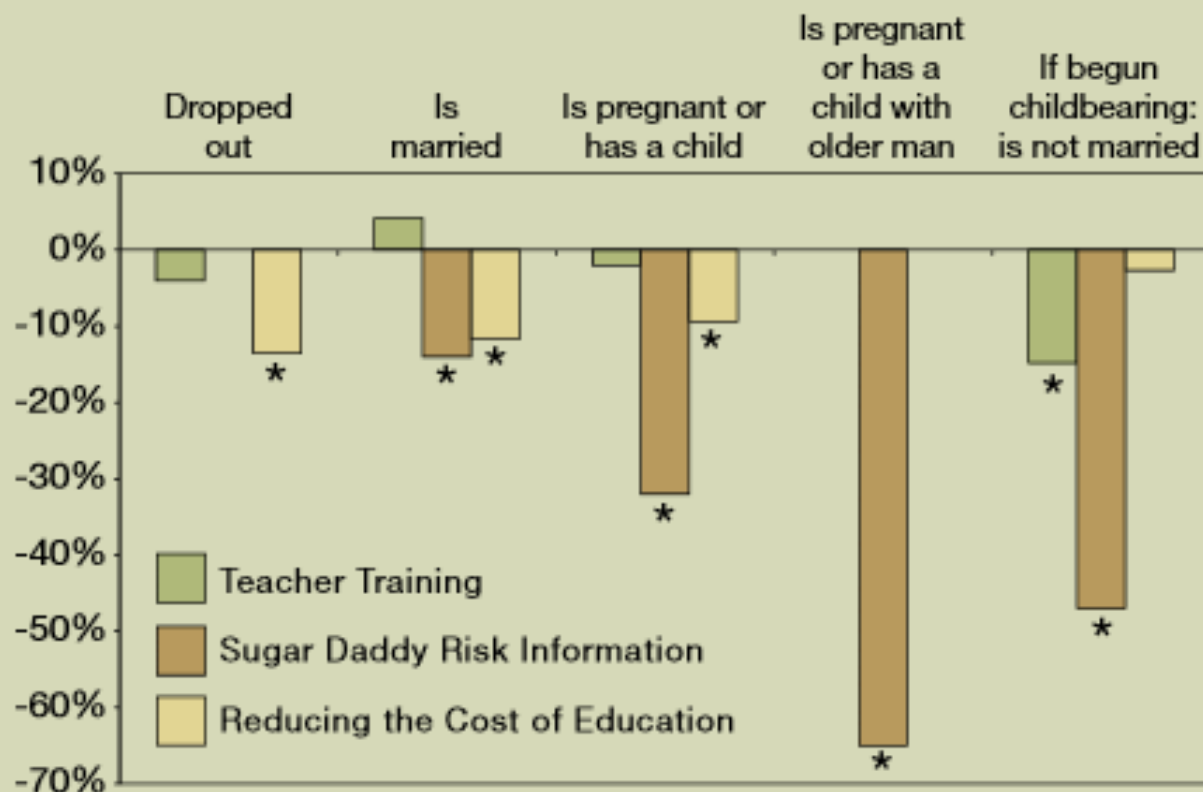 Dropped
out
Is
married
Is pregnant or
has a child
Is pregnant
or has a
child with
older man
If begun
childbearing:
is not married
10%
0%
-10%
-20%
-30%
-40%
-50%
-60%
-70%
*
*
*
*
*
*
*
*
Teacher Training
Sugar Daddy Risk Information
Reducing the Cost of Education